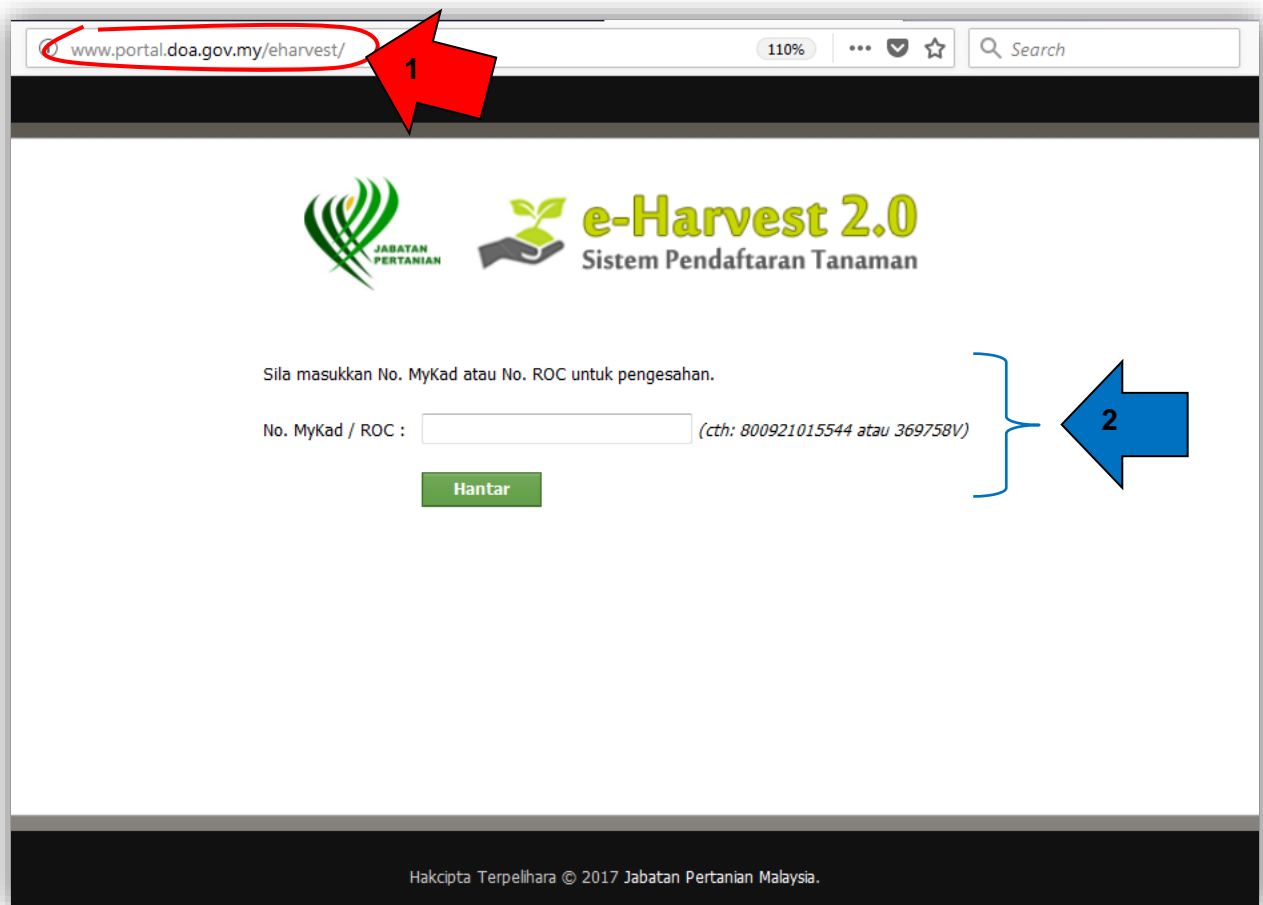 www.portal.doa.gov.my/eharvest/
110%
Search
1
JABATAN
PERTANIAN
e-Harvest 2.0
Sistem Pendaftaran Tanaman
Sila masukkan No. MyKad atau No. ROC untuk pengesahan.
No. MyKad / ROC : (cth: 800921015544 atau 369758V)
2
Hantar
Hakcipta Terpelihara © 2017 Jabatan Pertanian Malaysia.